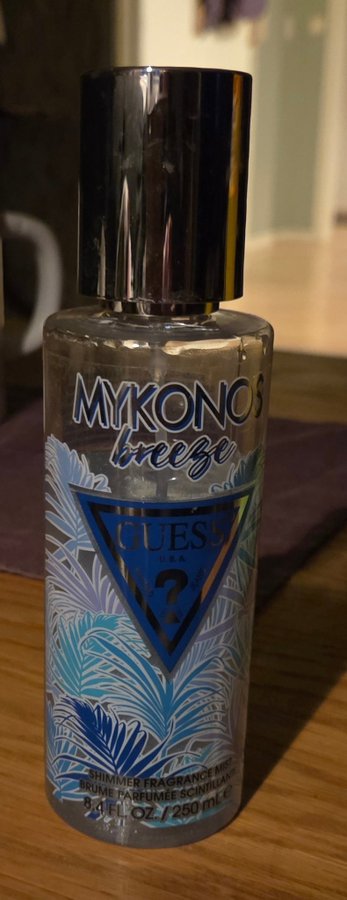 MYKONOS
breeze
GUESS
U.S.A.
?
SHIMMER FRAGRANCE MIST
BRUME PARFUMÉE SCINTILLANTE
8.4 FL. OZ. / 250 mL e